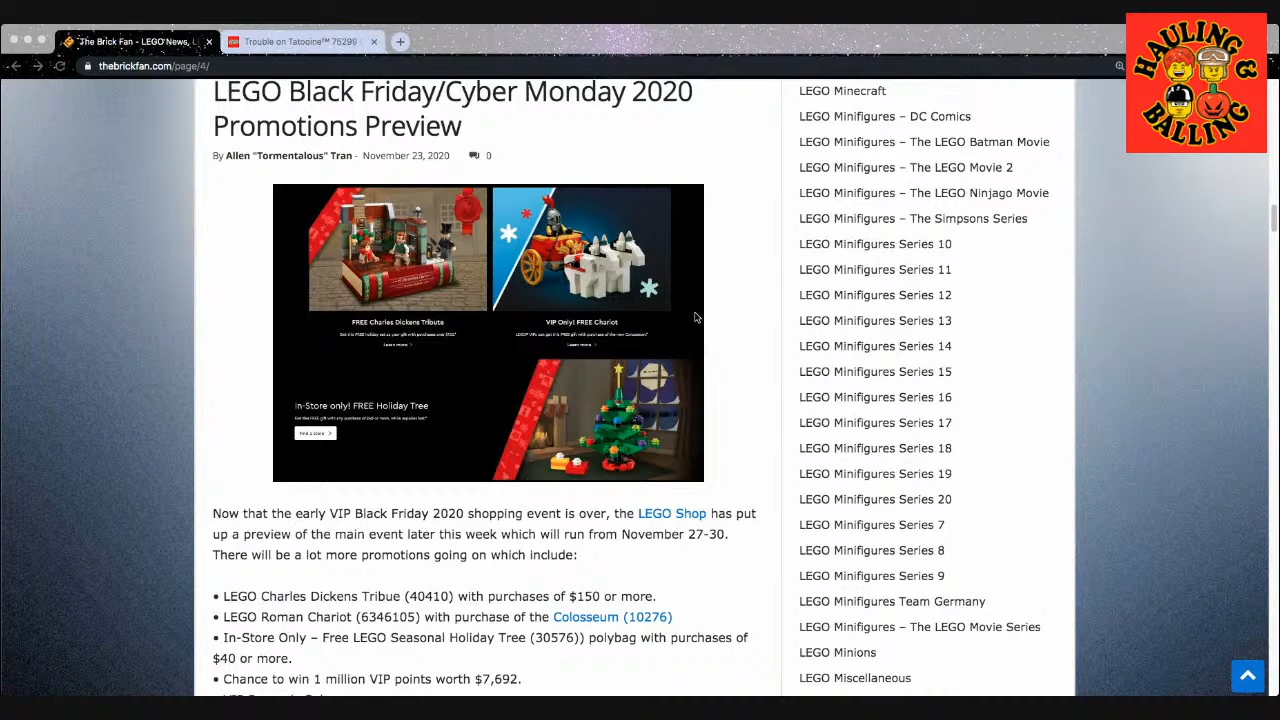 The Brick Fan - LEGO News, L
Trouble on Tatooine™ 75299
thebrickfan.com/page/4/
HAULING &
BALLING
LEGO Black Friday/Cyber Monday 2020
Promotions Preview
By Allen "Tormentalous" Tran - November 23, 2020 0
FREE Charles Dickens Tribute
Learn more >
VIP Only! FREE Chariot
Learn more >
In-Store only! FREE Holiday Tree
Find a store >
Now that the early VIP Black Friday 2020 shopping event is over, the LEGO Shop has put
up a preview of the main event later this week which will run from November 27-30.
There will be a lot more promotions going on which include:
• LEGO Charles Dickens Tribue (40410) with purchases of $150 or more.
• LEGO Roman Chariot (6346105) with purchase of the Colosseum (10276)
• In-Store Only – Free LEGO Seasonal Holiday Tree (30576)) polybag with purchases of
$40 or more.
• Chance to win 1 million VIP points worth $7,692.
LEGO Minecraft
LEGO Minifigures – DC Comics
LEGO Minifigures – The LEGO Batman Movie
LEGO Minifigures – The LEGO Movie 2
LEGO Minifigures – The LEGO Ninjago Movie
LEGO Minifigures – The Simpsons Series
LEGO Minifigures Series 10
LEGO Minifigures Series 11
LEGO Minifigures Series 12
LEGO Minifigures Series 13
LEGO Minifigures Series 14
LEGO Minifigures Series 15
LEGO Minifigures Series 16
LEGO Minifigures Series 17
LEGO Minifigures Series 18
LEGO Minifigures Series 19
LEGO Minifigures Series 20
LEGO Minifigures Series 7
LEGO Minifigures Series 8
LEGO Minifigures Series 9
LEGO Minifigures Team Germany
LEGO Minifigures – The LEGO Movie Series
LEGO Minions
LEGO Miscellaneous